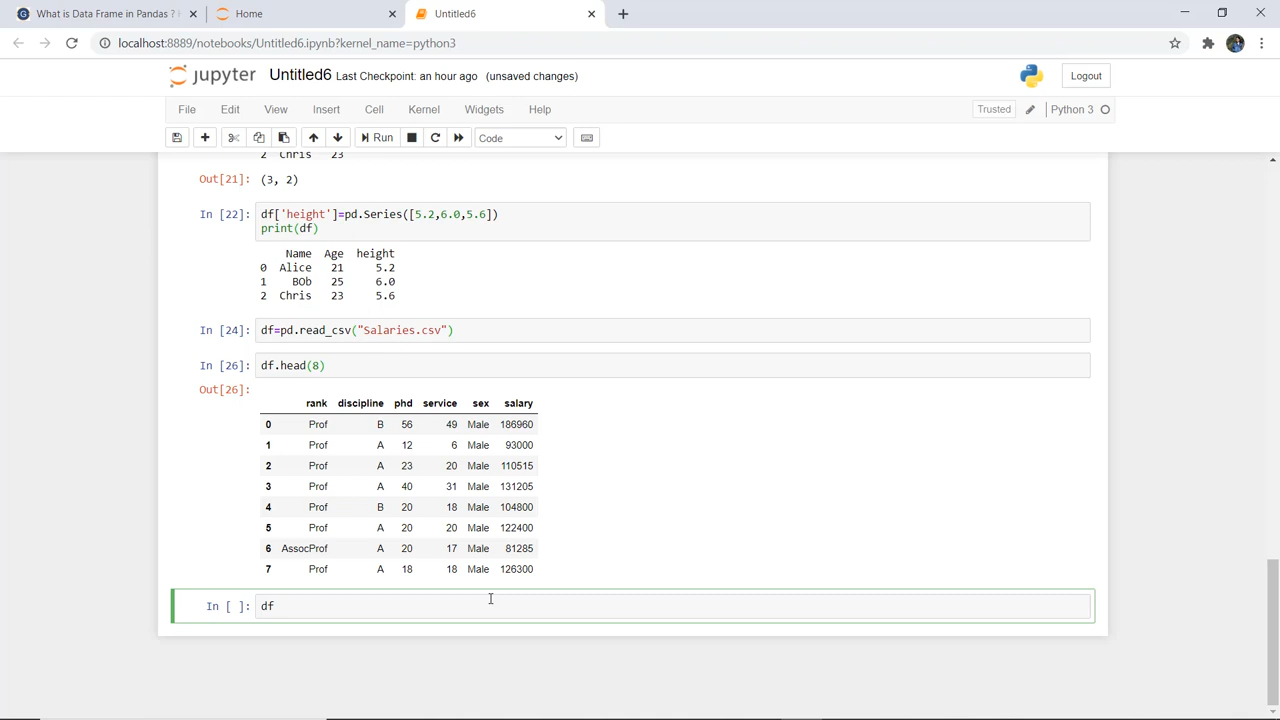 What is Data Frame in Pandas ?
Home
Untitled6
localhost:8889/notebooks/Untitled6.ipynb?kernel_name=python3
jupyter Untitled6 Last Checkpoint: an hour ago (unsaved changes)
Logout
File Edit View Insert Cell Kernel Widgets Help
Trusted Python 3
Run Code
2 Chris 23
Out[21]: (3, 2)
In [22]: df['height']=pd.Series([5.2,6.0,5.6])
print(df)
Name Age height
0 Alice 21 5.2
1 BOb 25 6.0
2 Chris 23 5.6
In [24]: df=pd.read_csv("Salaries.csv")
In [26]: df.head(8)
Out[26]:
rank discipline phd service sex salary
0 Prof B 56 49 Male 186960
1 Prof A 12 6 Male 93000
2 Prof A 23 20 Male 110515
3 Prof A 40 31 Male 131205
4 Prof B 20 18 Male 104800
5 Prof A 20 20 Male 122400
6 AssocProf A 20 17 Male 81285
7 Prof A 18 18 Male 126300
In [ ]: df